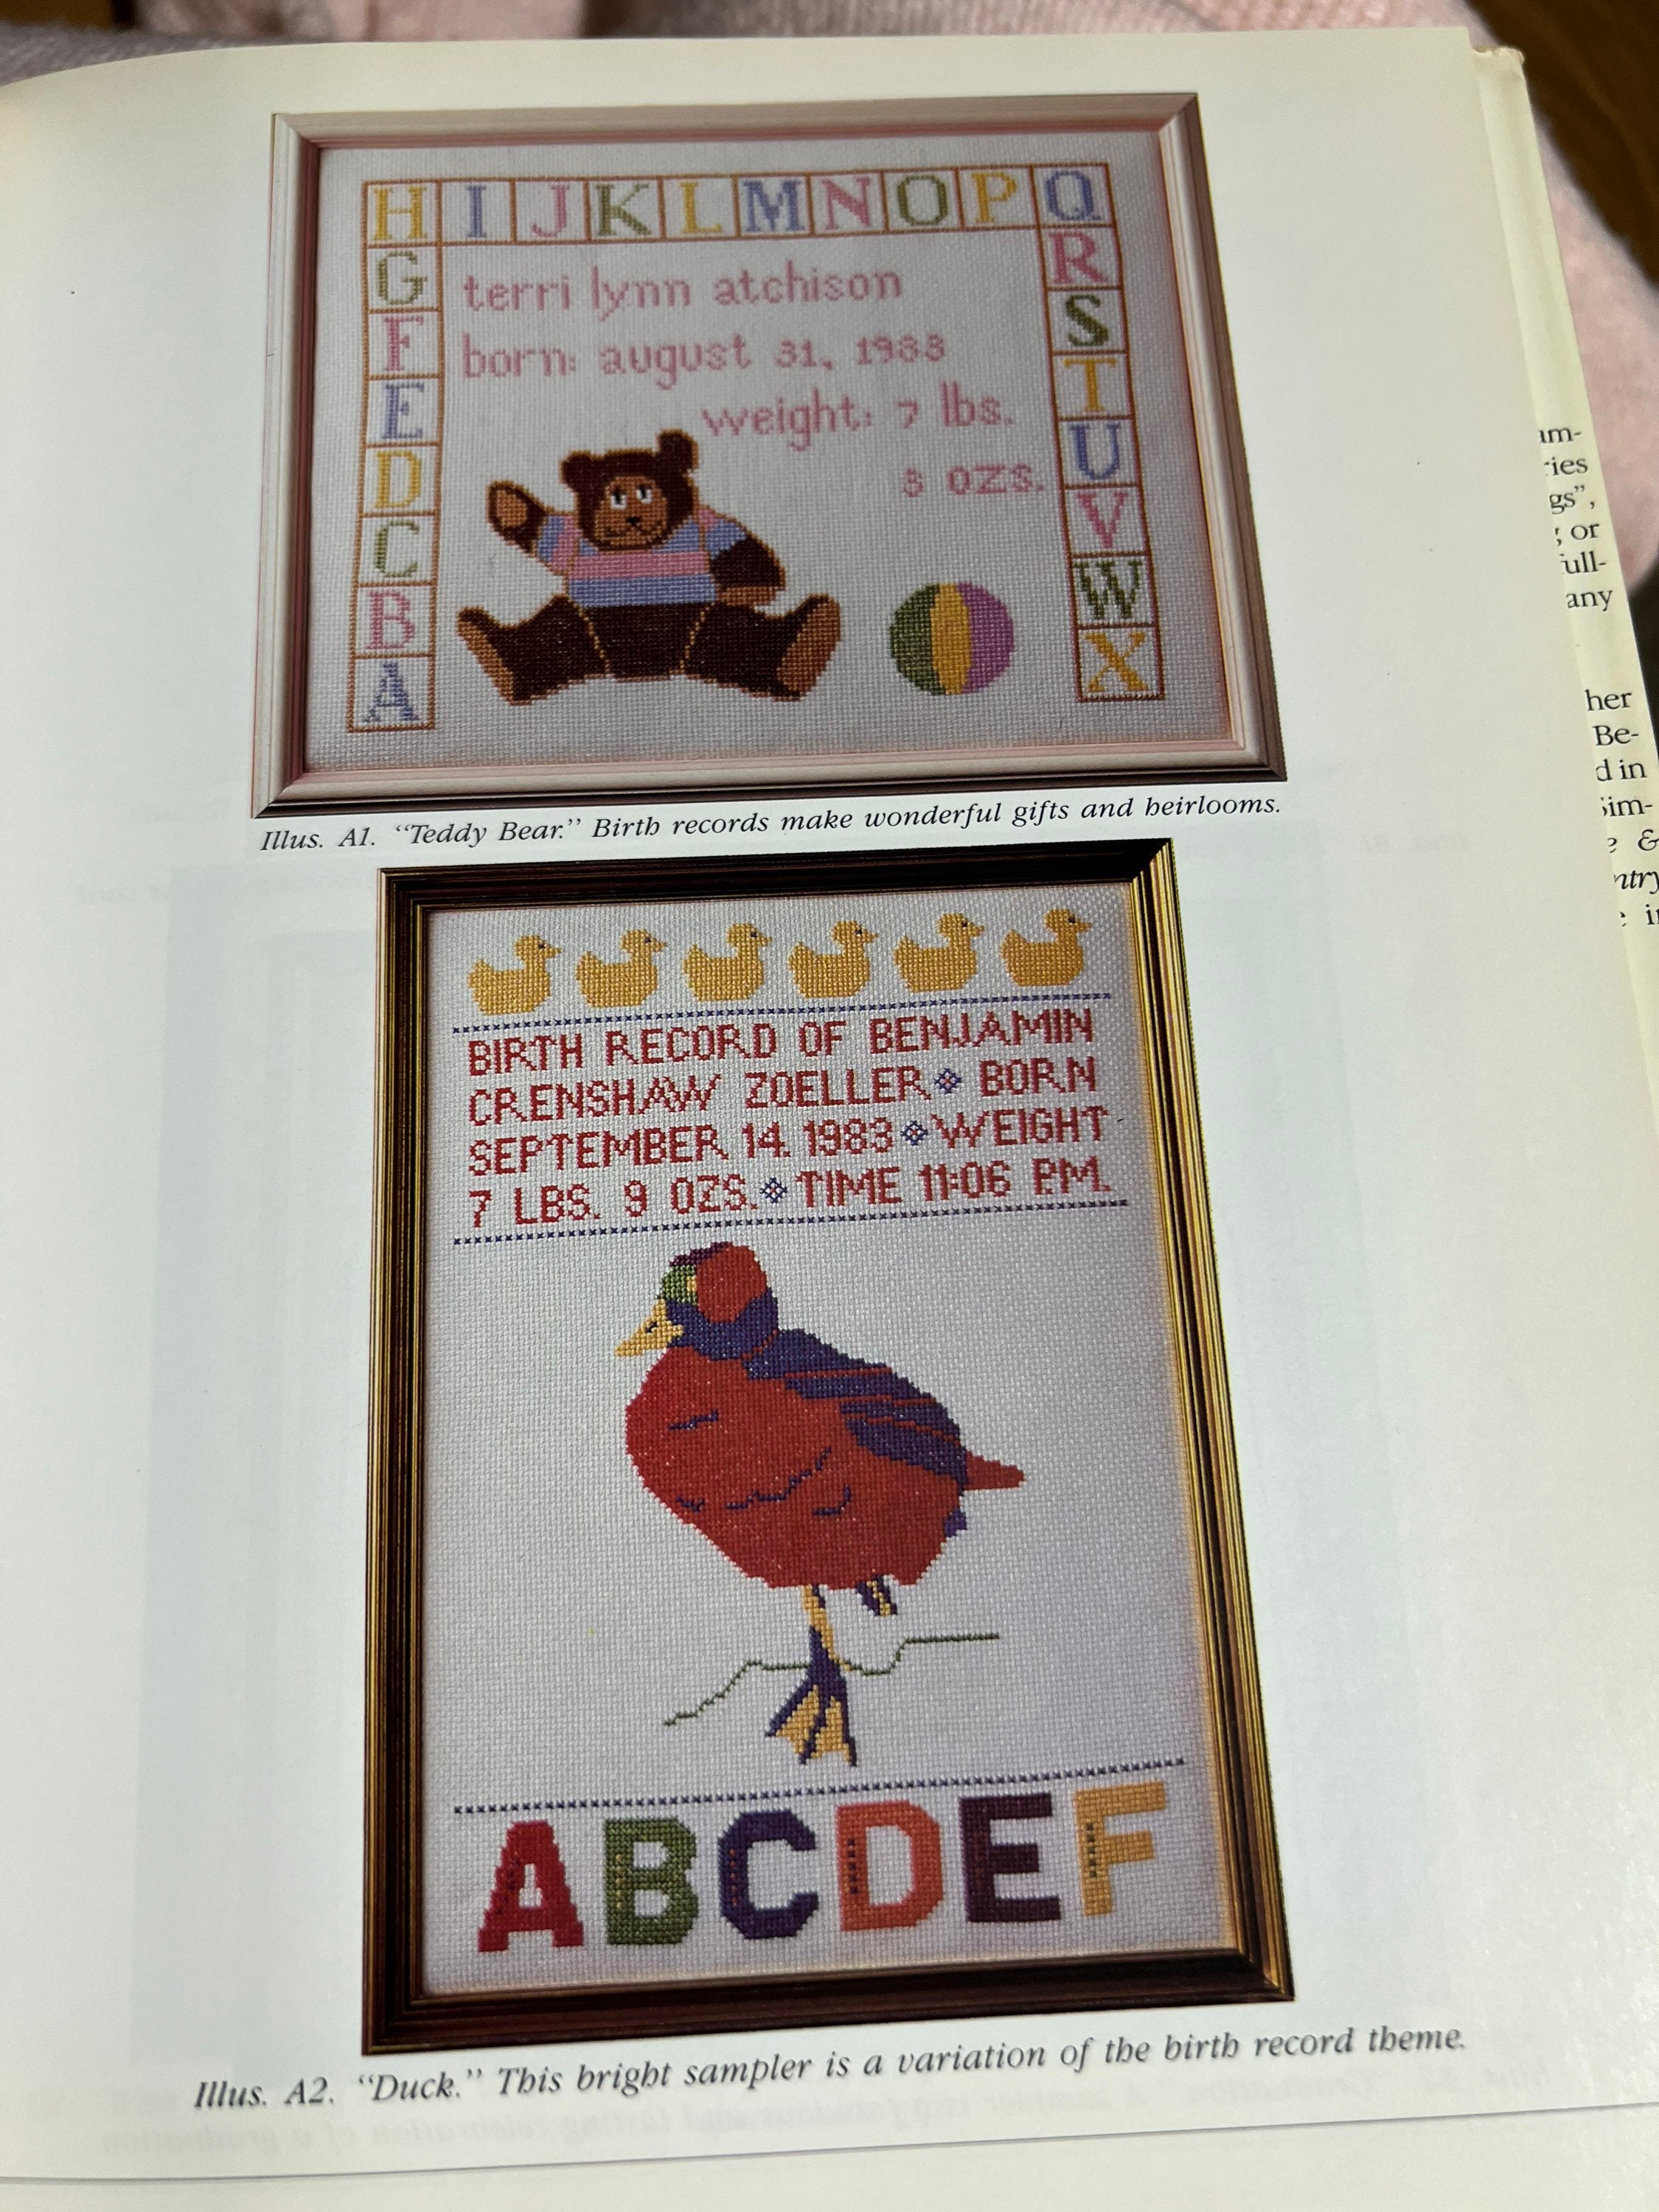 H I J K L M N O P Q
G
F
E
D
C
B
A
R
S
T
U
V
W
X
terri lynn atchison
born: august 31, 1983
weight: 7 lbs.
8 ozs.
Illus. A1. “Teddy Bear.” Birth records make wonderful gifts and heirlooms.
BIRTH RECORD OF BENJAMIN
CRENSHAW ZOELLER BORN
SEPTEMBER 14. 1983 WEIGHT
7 LBS. 9 OZS. TIME 11:06 P.M.
ABCDEF
Illus. A2. “Duck.” This bright sampler is a variation of the birth record theme.
gs”,
or
any
her
Be-
d in
&